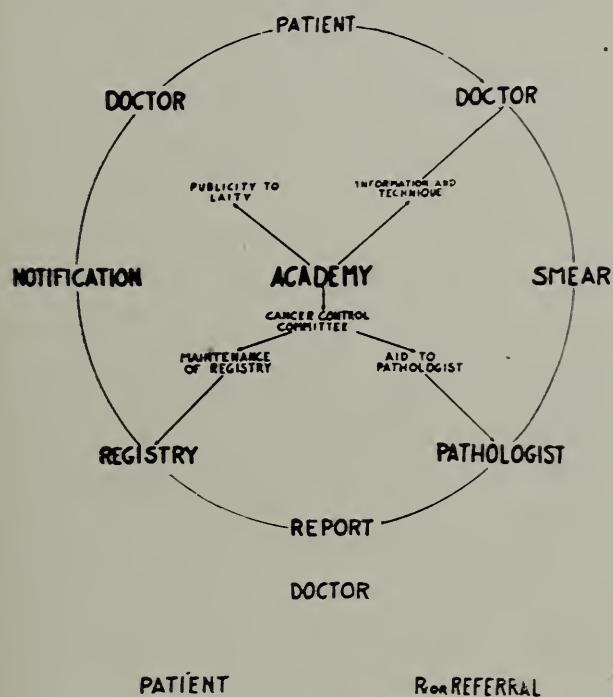 PATIENT
DOCTOR
DOCTOR
PUBLICITY TO
LAITY
INFORMATION AND
TECHNIQUE
NOTIFICATION
ACADEMY
SMEAR
CANCER CONTROL
COMMITTEE
MAINTENANCE
OF REGISTRY
AID TO
PATHOLOGIST
REGISTRY
PATHOLOGIST
REPORT
DOCTOR
PATIENT
R OR REFERRAL